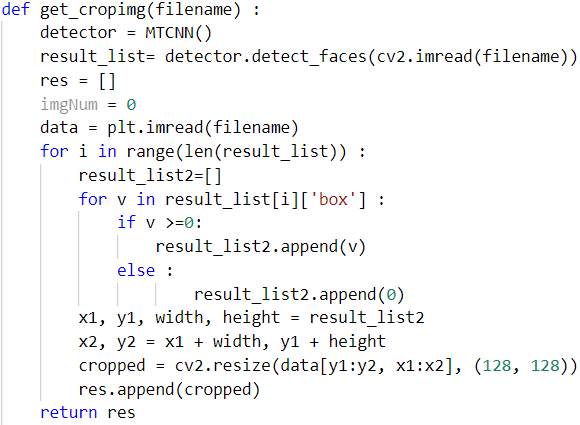 def get_cropimg(filename) :
    detector = MTCNN()
    result_list= detector.detect_faces(cv2.imread(filename))
    res = []
    imgNum = 0
    data = plt.imread(filename)
    for i in range(len(result_list)) :
        result_list2=[]
        for v in result_list[i]['box'] :
            if v >=0:
                result_list2.append(v)
            else :
                    result_list2.append(0)
        x1, y1, width, height = result_list2
        x2, y2 = x1 + width, y1 + height
        cropped = cv2.resize(data[y1:y2, x1:x2], (128, 128))
        res.append(cropped)
    return res